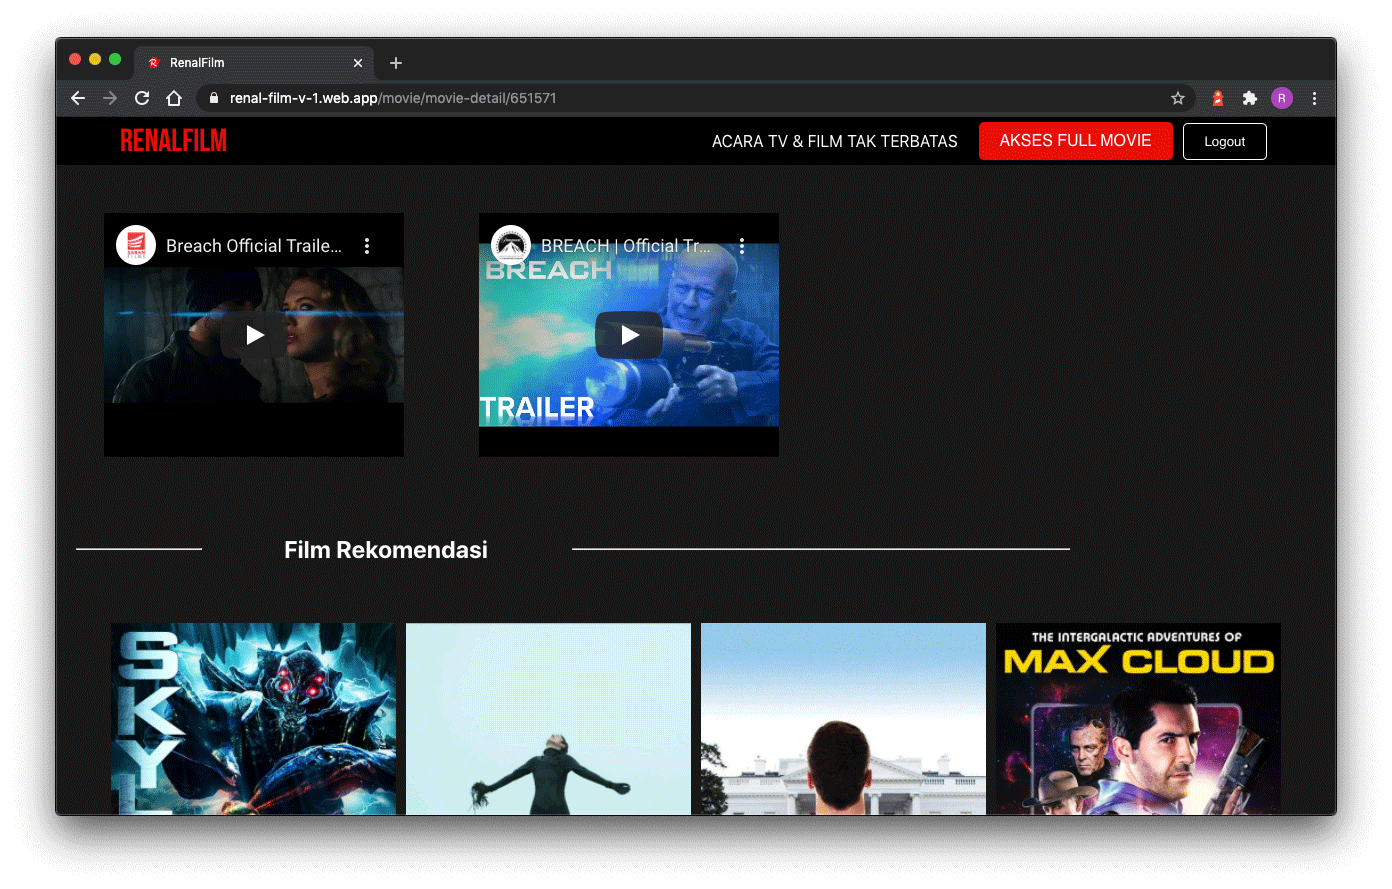 RenalFilm
renal-film-v-1.web.app/movie/movie-detail/651571
R
RENALFILM
ACARA TV & FILM TAK TERBATAS
AKSES FULL MOVIE
Logout
Breach Official Traile...
BREACH | Official Tr...
BREACH
TRAILER
Film Rekomendasi
SKYL
THE INTERGALACTIC ADVENTURES OF
MAX CLOUD